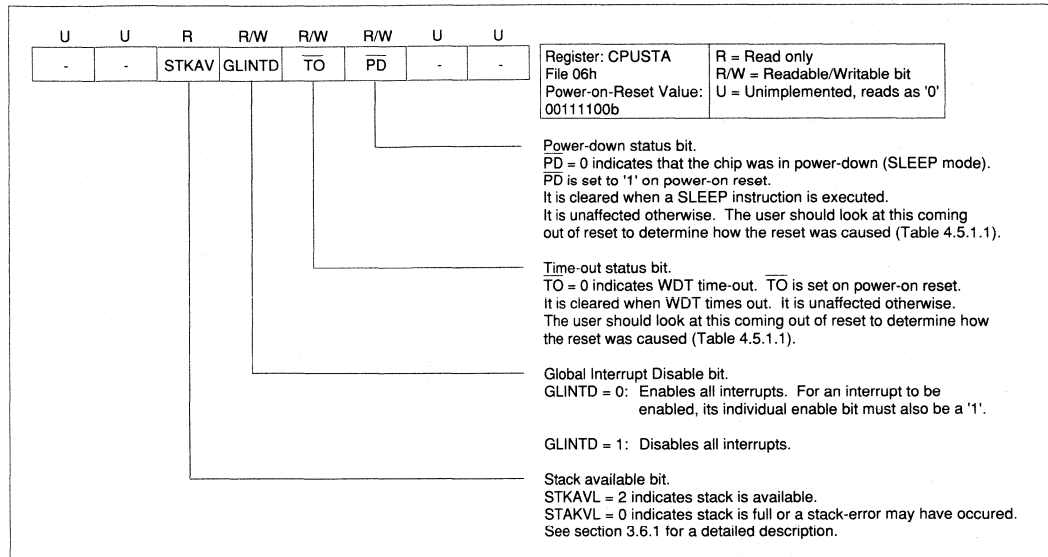 U U R R/W R/W R/W U U
- - STKAV GLINTD TO PD - -
Register: CPUSTA
File 06h
Power-on-Reset Value:
00111100b
R = Read only
R/W = Readable/Writable bit
U = Unimplemented, reads as '0'
Power-down status bit.
PD = 0 indicates that the chip was in power-down (SLEEP mode).
PD is set to '1' on power-on reset.
It is cleared when a SLEEP instruction is executed.
It is unaffected otherwise. The user should look at this coming
out of reset to determine how the reset was caused (Table 4.5.1.1).
Time-out status bit.
TO = 0 indicates WDT time-out. TO is set on power-on reset.
It is cleared when WDT times out. It is unaffected otherwise.
The user should look at this coming out of reset to determine how
the reset was caused (Table 4.5.1.1).
Global Interrupt Disable bit.
GLINTD = 0: Enables all interrupts. For an interrupt to be
enabled, its individual enable bit must also be a '1'.
GLINTD = 1: Disables all interrupts.
Stack available bit.
STKAVL = 2 indicates stack is available.
STAKVL = 0 indicates stack is full or a stack-error may have occured.
See section 3.6.1 for a detailed description.